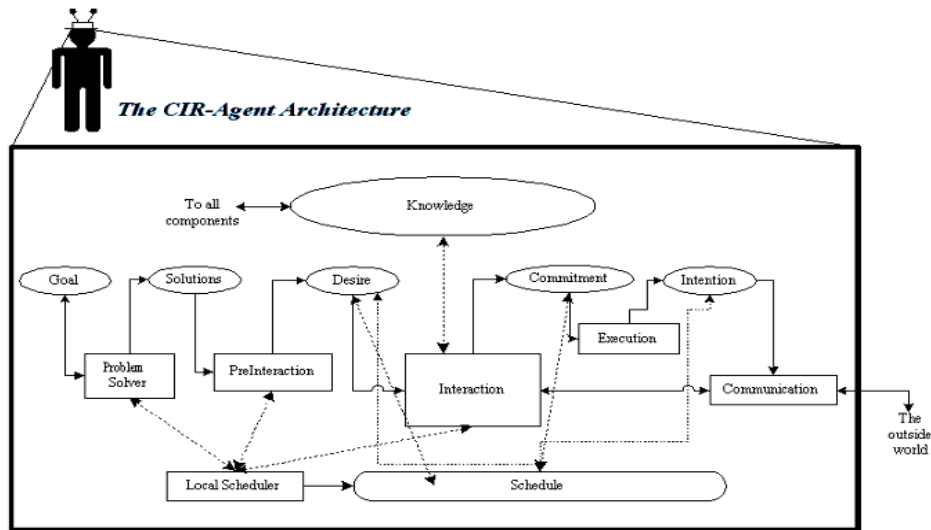 The CIR-Agent Architecture
To all
components
Knowledge
Goal
Solutions
Desire
Commitment
Intention
Execution
Problem
Solver
PreInteraction
Interaction
Communication
The
outside
world
Local Scheduler
Schedule